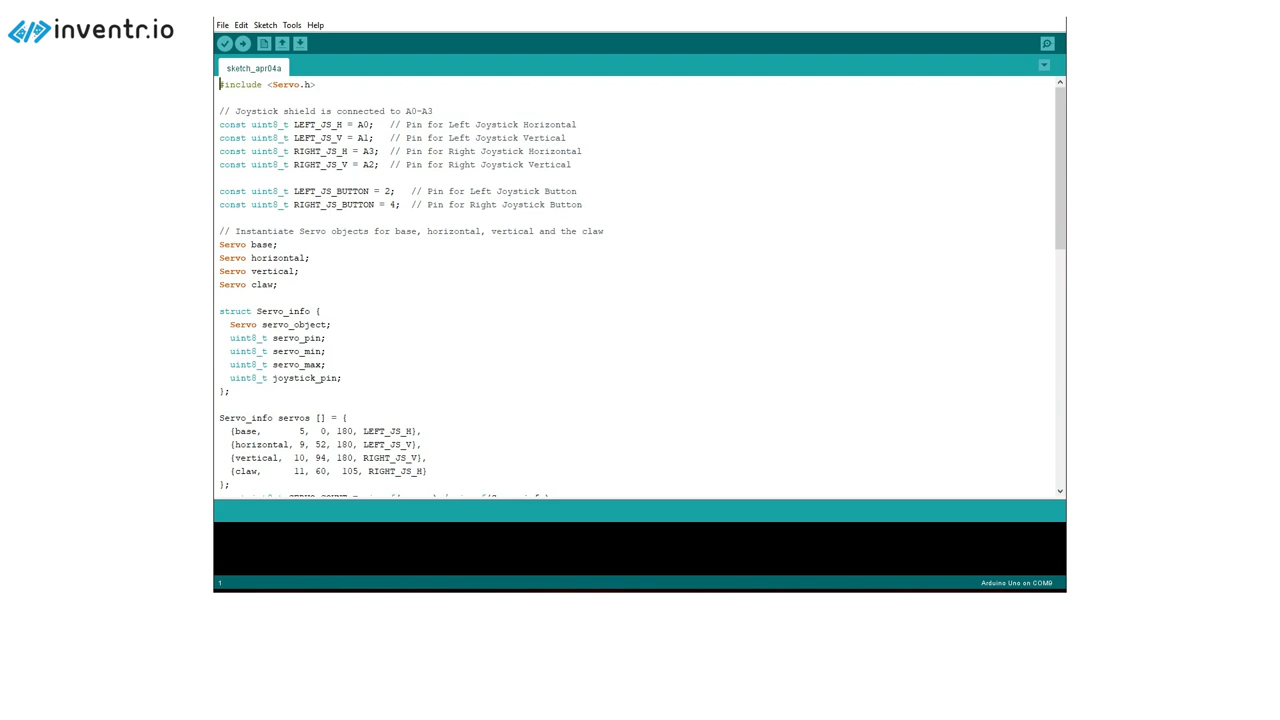 inventr.io
File Edit Sketch Tools Help
sketch_apr04a
#include <Servo.h>
// Joystick shield is connected to A0-A3
const uint8_t LEFT_JS_H = A0;   // Pin for Left Joystick Horizontal
const uint8_t LEFT_JS_V = A1;   // Pin for Left Joystick Vertical
const uint8_t RIGHT_JS_H = A3;  // Pin for Right Joystick Horizontal
const uint8_t RIGHT_JS_V = A2;  // Pin for Right Joystick Vertical
const uint8_t LEFT_JS_BUTTON = 2;   // Pin for Left Joystick Button
const uint8_t RIGHT_JS_BUTTON = 4;  // Pin for Right Joystick Button
// Instantiate Servo objects for base, horizontal, vertical and the claw
Servo base;
Servo horizontal;
Servo vertical;
Servo claw;
struct Servo_info {
  Servo servo_object;
  uint8_t servo_pin;
  uint8_t servo_min;
  uint8_t servo_max;
  uint8_t joystick_pin;
};
Servo_info servos [] = {
  {base,       5,  0, 180, LEFT_JS_H},
  {horizontal, 9, 52, 180, LEFT_JS_V},
  {vertical,  10, 94, 180, RIGHT_JS_V},
  {claw,      11, 60,  105, RIGHT_JS_H}
};
1
Arduino Uno on COM9